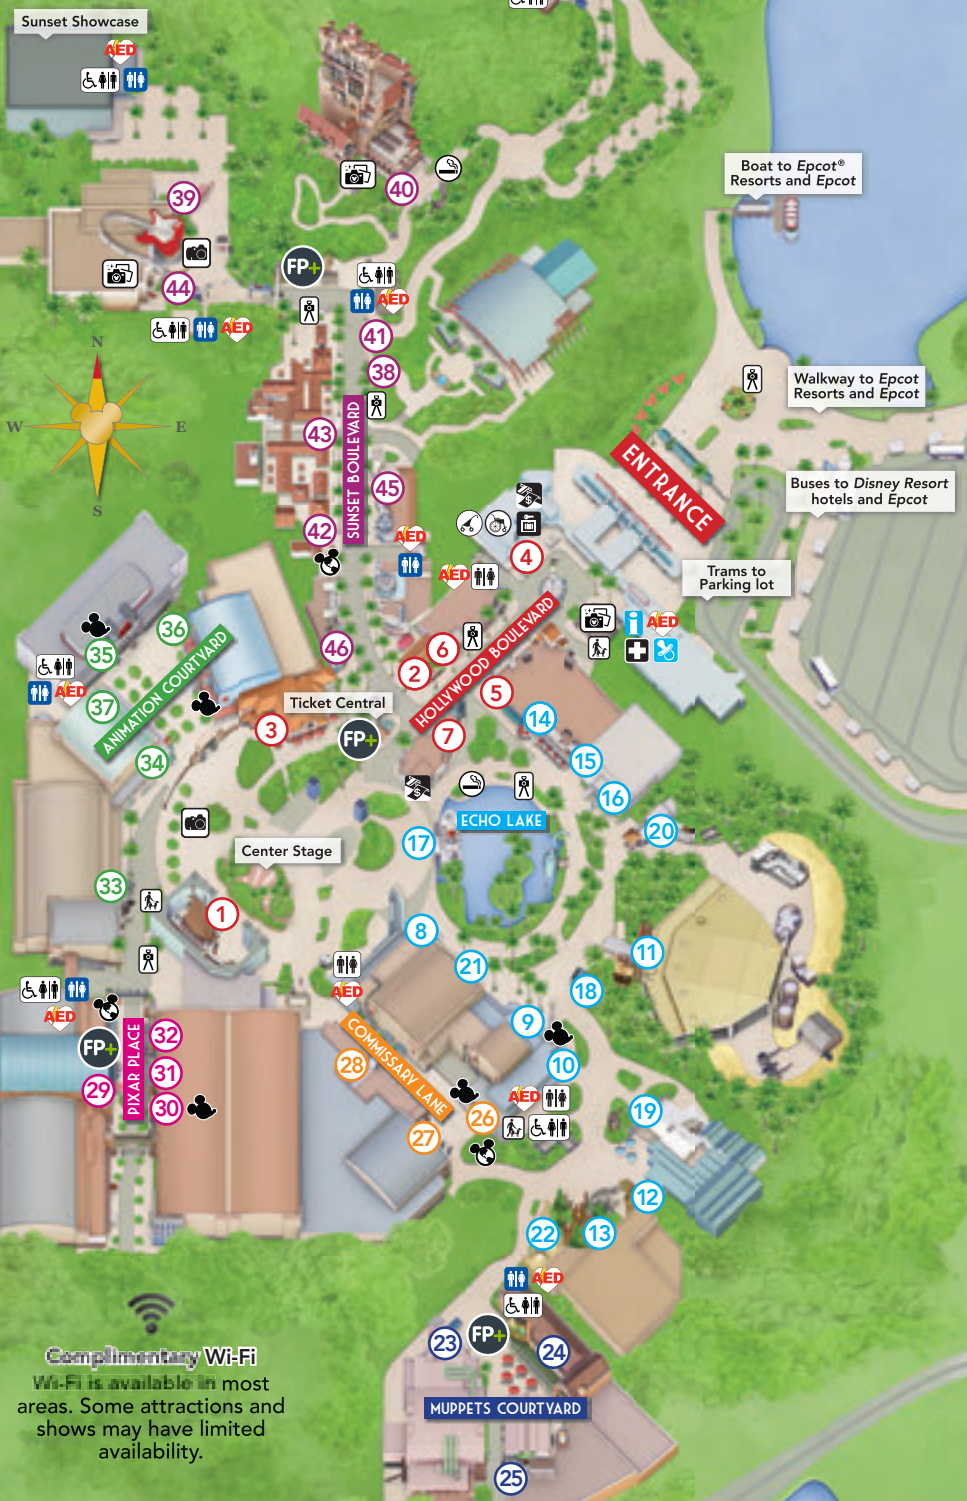 Sunset Showcase
AED
40
39
Boat to Epcot®
Resorts and Epcot
FP+
44
AED
AED
41
N
W
E
S
38
Walkway to Epcot
Resorts and Epcot
43
SUNSET BOULEVARD
ENTRANCE
45
Buses to Disney Resort
hotels and Epcot
42
AED
4
AED
Trams to
Parking lot
36
i
AED
35
46
6
HOLLYWOOD BOULEVARD
2
AED
ANIMATION COURTYARD
37
5
Ticket Central
14
3
FP+
7
34
15
16
ECHO LAKE
20
17
Center Stage
33
1
8
11
21
AED
18
AED
9
FP+
PIXAR PLACE
32
COMMISSARY LANE
28
10
31
29
30
AED
26
19
27
12
22
13
AED
23
FP+
24
Complimentary Wi-Fi
Wi-Fi is available in most
areas. Some attractions and
shows may have limited
availability.
MUPPETS COURTYARD
25